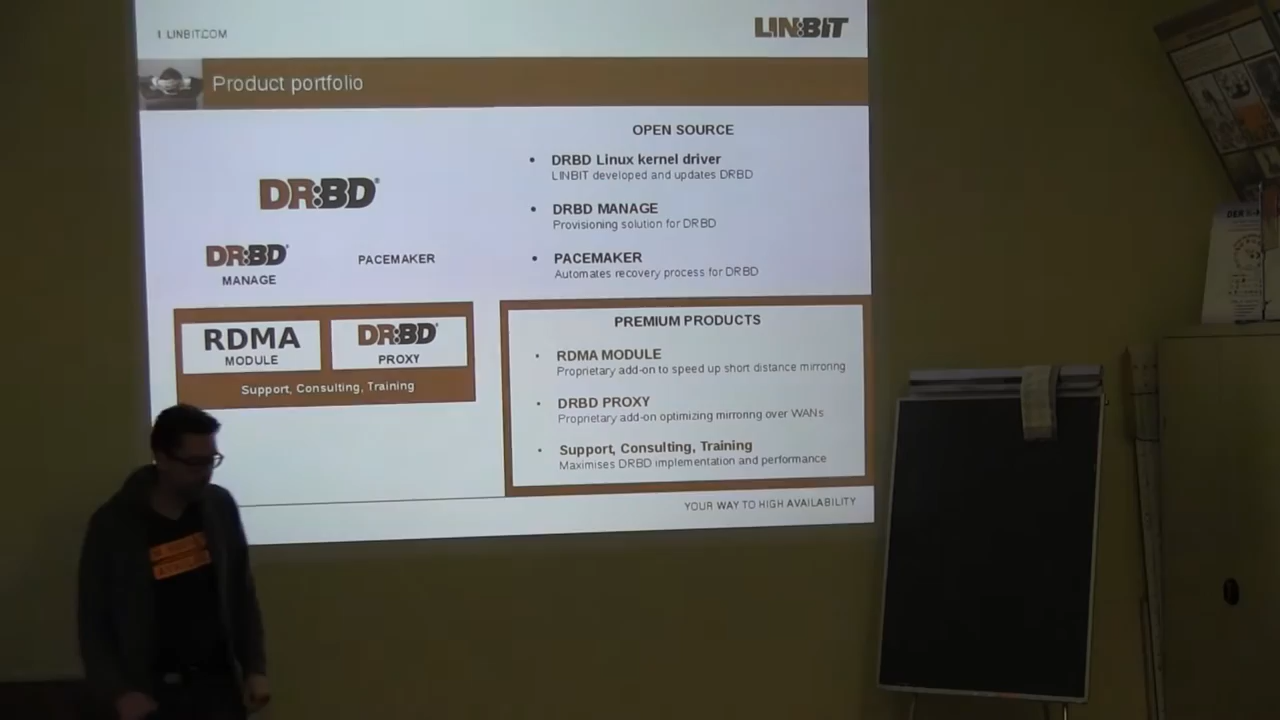 LINBIT.COM
LINBIT
Product portfolio
DRBD®
DRBD®
MANAGE
PACEMAKER
RDMA
MODULE
DRBD®
PROXY
Support, Consulting, Training
OPEN SOURCE
• DRBD Linux kernel driver
LINBIT developed and updates DRBD
• DRBD MANAGE
Provisioning solution for DRBD
• PACEMAKER
Automates recovery process for DRBD
PREMIUM PRODUCTS
• RDMA MODULE
Proprietary add-on to speed up short distance mirroring
• DRBD PROXY
Proprietary add-on optimizing mirroring over WANs
• Support, Consulting, Training
Maximises DRBD implementation and performance
YOUR WAY TO HIGH AVAILABILITY
DER